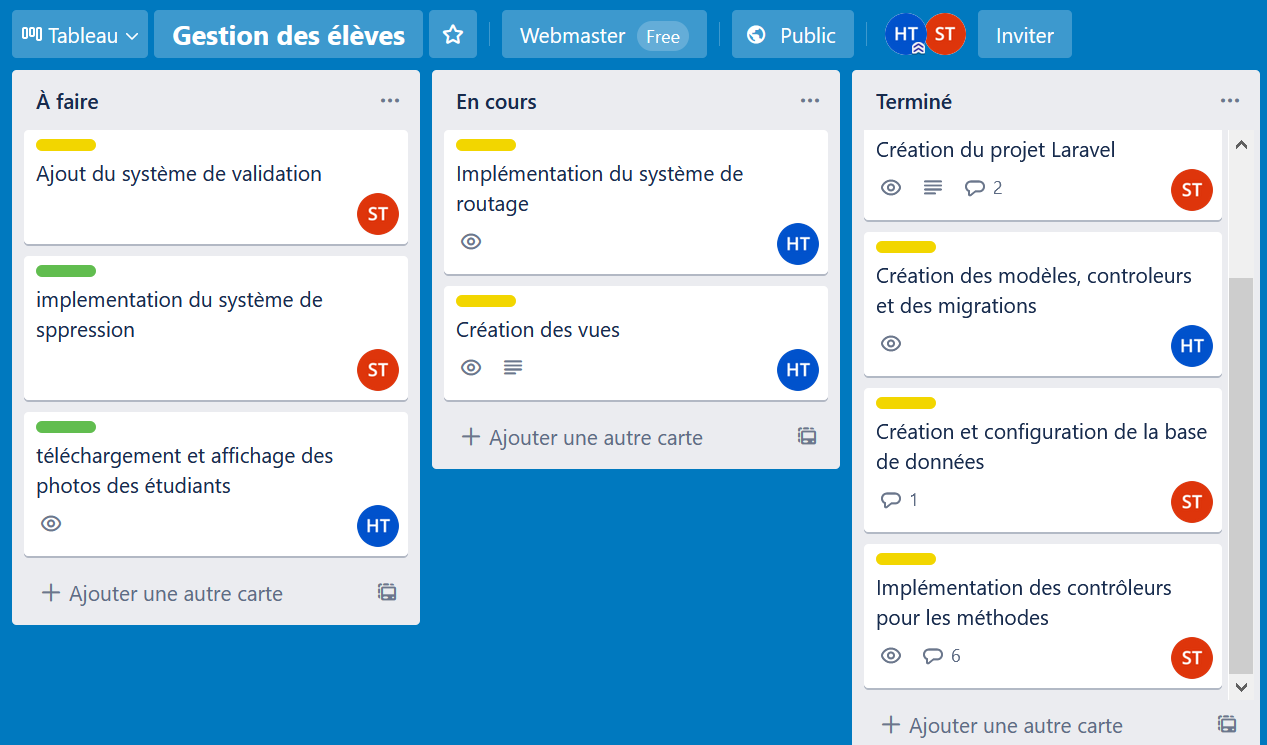 Tableau
Gestion des élèves
Webmaster Free
Public
HT ST
Inviter
À faire
Ajout du système de validation
ST
implementation du système de
sppression
ST
téléchargement et affichage des
photos des étudiants
HT
Ajouter une autre carte
En cours
Implémentation du système de
routage
HT
Création des vues
HT
Ajouter une autre carte
Terminé
Création du projet Laravel
2 ST
Création des modèles, controleurs
et des migrations
HT
Création et configuration de la base
de données
1 ST
Implémentation des contrôleurs
pour les méthodes
6 ST
Ajouter une autre carte